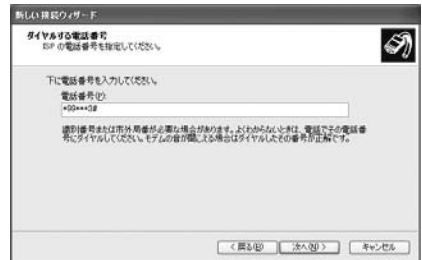 新しい接続ウィザード
ダイヤルする電話番号
ISP の電話番号を指定してください。
下に電話番号を入力してください。
電話番号(P):
*99***3#
識別番号または市外局番が必要な場合があります。よくわからないときは、電話でその電話番
号にダイヤルしてください。モデムの音が聞こえる場合はダイヤルしたその番号が正解です。
< 戻る(B)
次へ(N) >
キャンセル